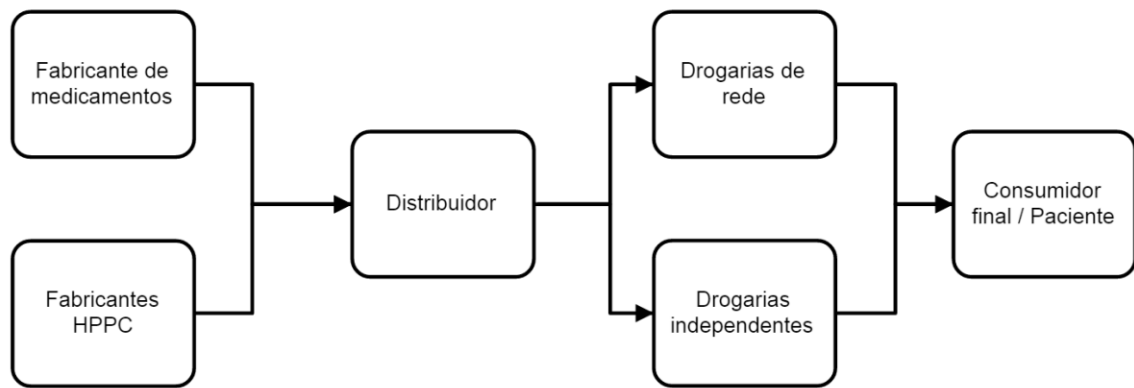 Fabricante de
medicamentos
Fabricantes
HPPC
Distribuidor
Drogarias de
rede
Drogarias
independentes
Consumidor
final / Paciente